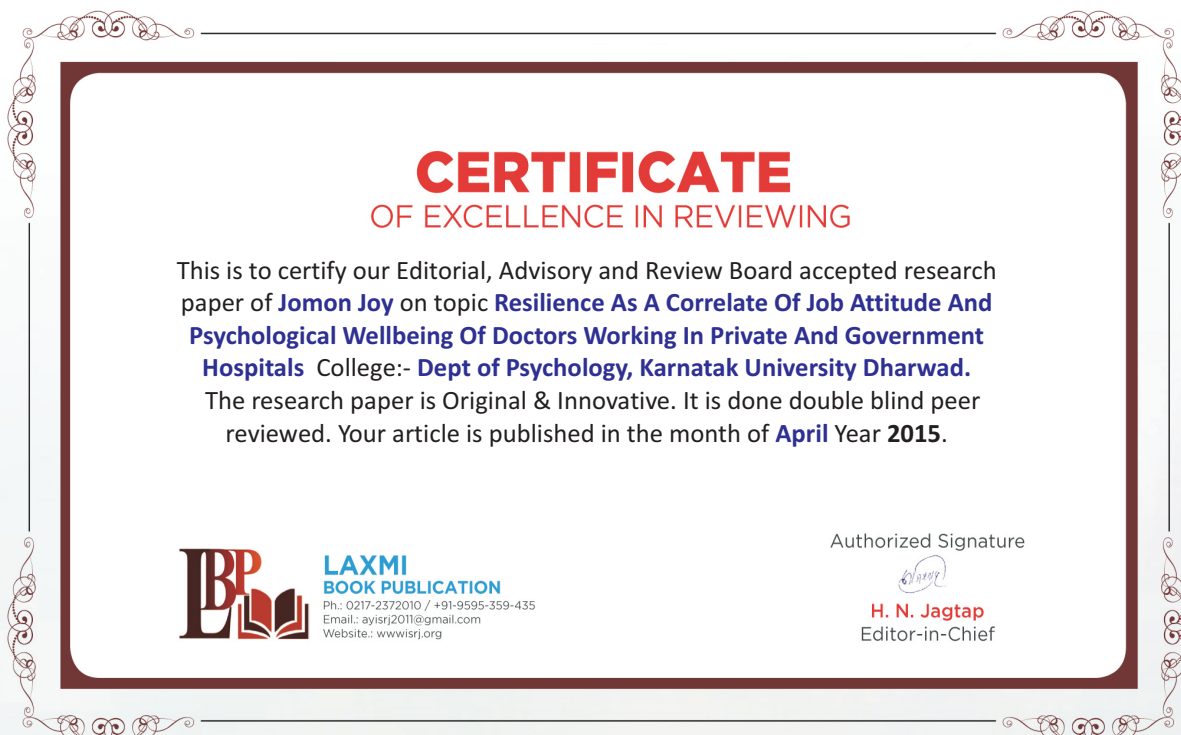 CERTIFICATE
OF EXCELLENCE IN REVIEWING
This is to certify our Editorial, Advisory and Review Board accepted research
paper of Jomon Joy on topic Resilience As A Correlate Of Job Attitude And
Psychological Wellbeing Of Doctors Working In Private And Government
Hospitals College:- Dept of Psychology, Karnatak University Dharwad.
The research paper is Original & Innovative. It is done double blind peer
reviewed. Your article is published in the month of April Year 2015.
LBP
LAXMI
BOOK PUBLICATION
Ph.: 0217-2372010 / +91-9595-359-435
Email.: ayisrj2011@gmail.com
Website.: wwwisrj.org
Authorized Signature
H. N. Jagtap
Editor-in-Chief